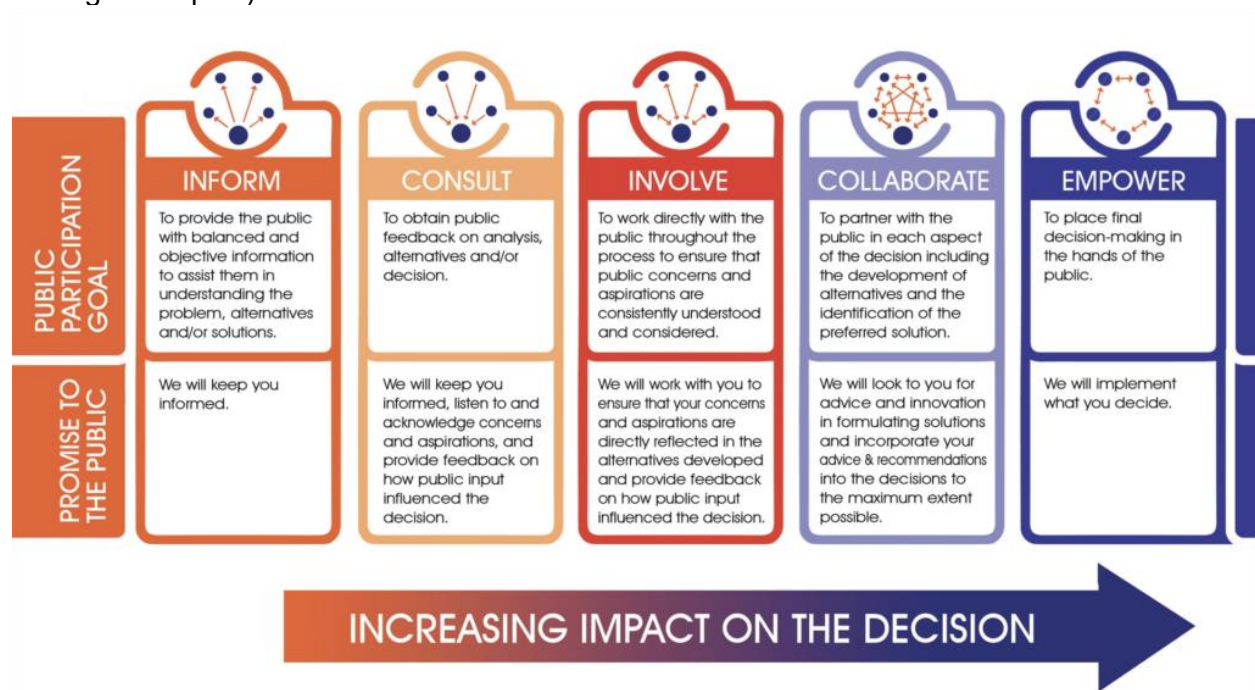 PUBLIC
PARTICIPATION
GOAL
INFORM
To provide the public
with balanced and
objective information
to assist them in
understanding the
problem, alternatives
and/or solutions.
CONSULT
To obtain public
feedback on analysis,
alternatives and/or
decision.
INVOLVE
To work directly with the
public throughout the
process to ensure that
public concerns and
aspirations are
consistently understood
and considered.
COLLABORATE
To partner with the
public in each aspect
of the decision including
the development of
alternatives and the
identification of the
preferred solution.
EMPOWER
To place final
decision-making in
the hands of the
public.
PROMISE TO
THE PUBLIC
We will keep you
informed.
We will keep you
informed, listen to and
acknowledge concerns
and aspirations, and
provide feedback on
how public input
influenced the
decision.
We will work with you to
ensure that your concerns
and aspirations are
directly reflected in the
alternatives developed
and provide feedback
on how public input
influenced the decision.
We will look to you for
advice and innovation
in formulating solutions
and incorporate your
advice & recommendations
into the decisions to
the maximum extent
possible.
We will implement
what you decide.
INCREASING IMPACT ON THE DECISION